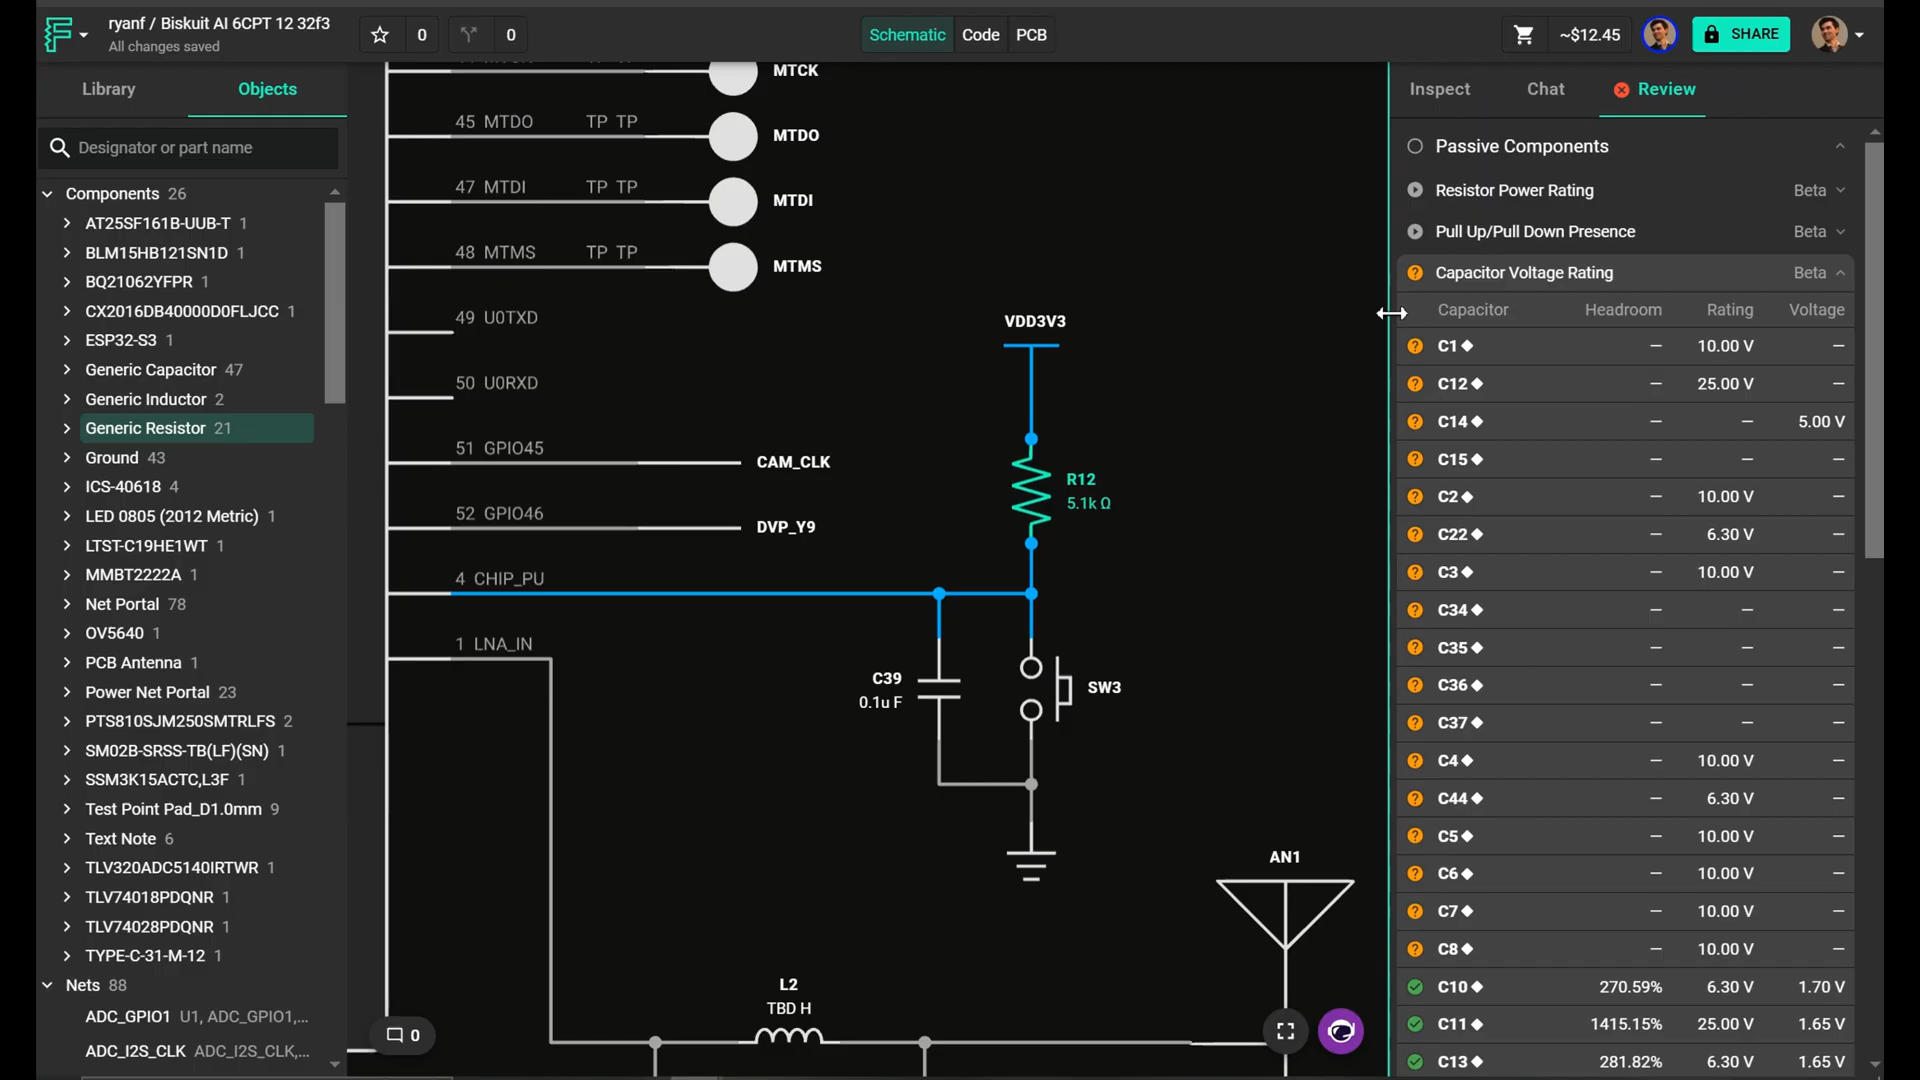 ryanf / Biskuit AI 6CPT 12 32f3
All changes saved
0
0
Schematic
Code
PCB
~$12.45
SHARE
Library
Objects
Designator or part name
Components 26
AT25SF161B-UUB-T 1
BLM15HB121SN1D 1
BQ21062YFPR 1
CX2016DB40000D0FLJCC 1
ESP32-S3 1
Generic Capacitor 47
Generic Inductor 2
Generic Resistor 21
Ground 43
ICS-40618 4
LED 0805 (2012 Metric) 1
LTST-C19HE1WT 1
MMBT2222A 1
Net Portal 78
OV5640 1
PCB Antenna 1
Power Net Portal 23
PTS810SJM250SMTRLFS 2
SM02B-SRSS-TB(LF)(SN) 1
SSM3K15ACTC,L3F 1
Test Point Pad_D1.0mm 9
Text Note 6
TLV320ADC5140IRTWR 1
TLV74018PDQNR 1
TLV74028PDQNR 1
TYPE-C-31-M-12 1
Nets 88
ADC_GPIO1 U1, ADC_GPIO1,...
ADC_I2S_CLK ADC_I2S_CLK,...
MTCK
45 MTDO TP TP MTDO
47 MTDI TP TP MTDI
48 MTMS TP TP MTMS
49 U0TXD
50 U0RXD
51 GPIO45 CAM_CLK
52 GPIO46 DVP_Y9
4 CHIP_PU
1 LNA_IN
VDD3V3
R12
5.1k Ω
C39
0.1u F
SW3
AN1
L2
TBD H
0
Inspect
Chat
Review
Passive Components
Resistor Power Rating Beta
Pull Up/Pull Down Presence Beta
Capacitor Voltage Rating Beta
Capacitor Headroom Rating Voltage
C1 — 10.00 V —
C12 — 25.00 V —
C14 — — 5.00 V
C15 — — —
C2 — 10.00 V —
C22 — 6.30 V —
C3 — 10.00 V —
C34 — — —
C35 — — —
C36 — — —
C37 — — —
C4 — 10.00 V —
C44 — 6.30 V —
C5 — 10.00 V —
C6 — 10.00 V —
C7 — 10.00 V —
C8 — 10.00 V —
C10 270.59% 6.30 V 1.70 V
C11 1415.15% 25.00 V 1.65 V
C13 281.82% 6.30 V 1.65 V